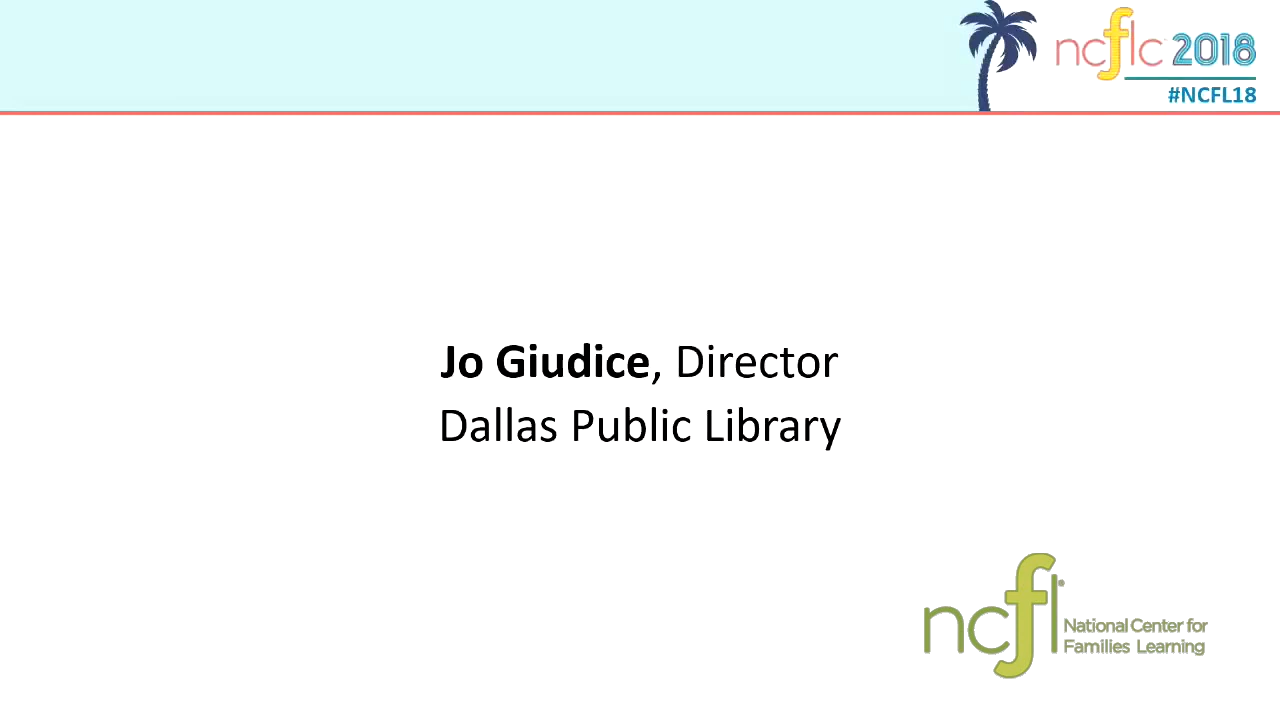 ncflc 2018
#NCFL18
Jo Giudice, Director
Dallas Public Library
ncfl
National Center for
Families Learning